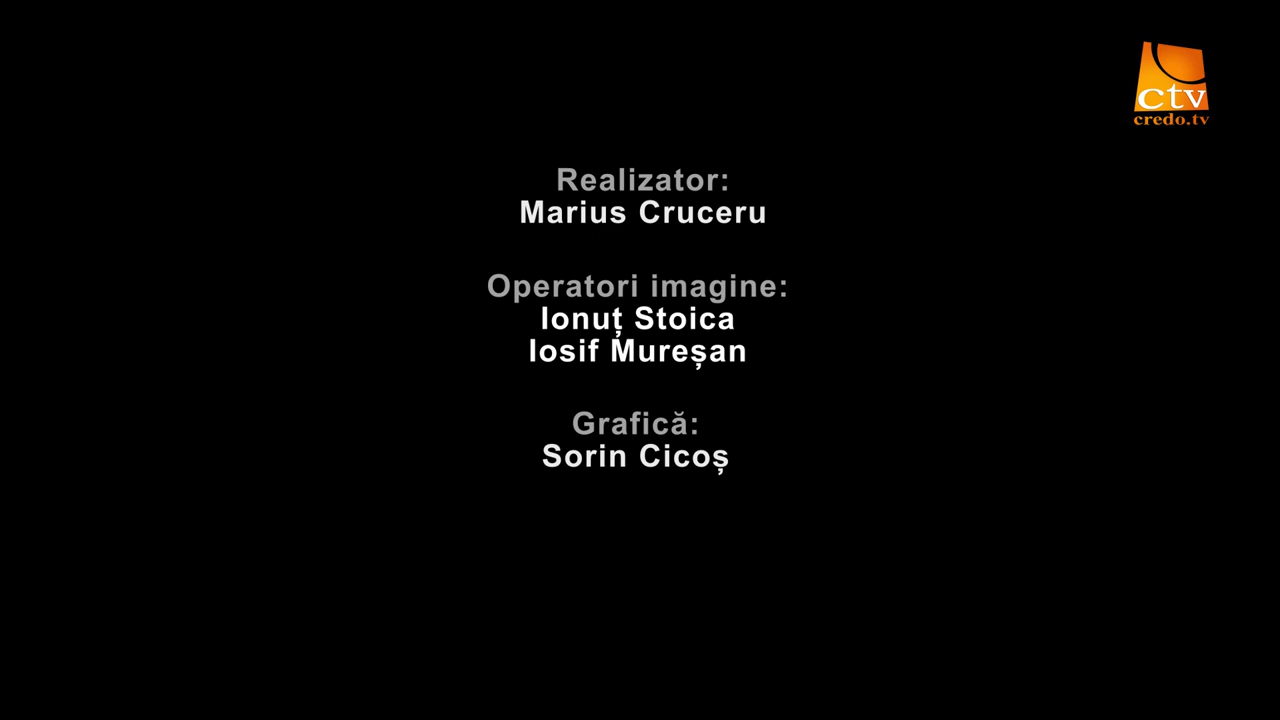 ctv
credo.tv
Realizator:
Marius Cruceru
Operatori imagine:
Ionuț Stoica
Iosif Mureșan
Grafică:
Sorin Cicoș